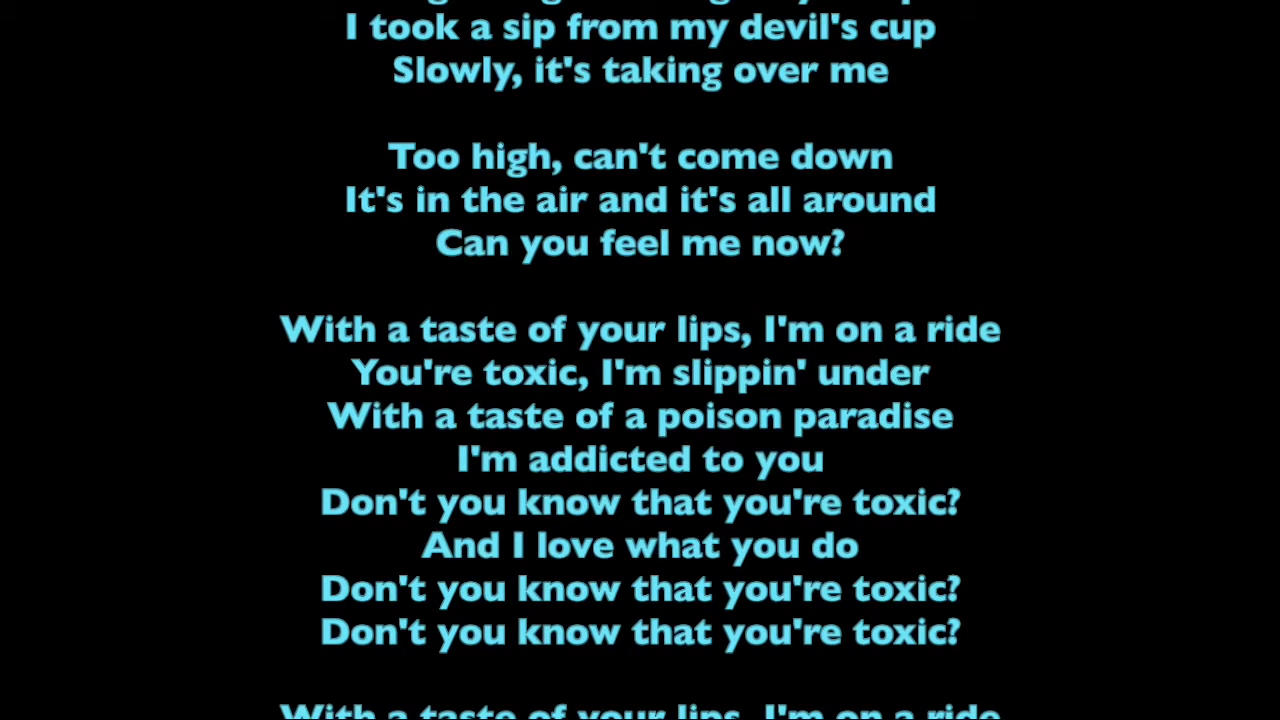 I took a sip from my devil's cup
Slowly, it's taking over me
Too high, can't come down
It's in the air and it's all around
Can you feel me now?
With a taste of your lips, I'm on a ride
You're toxic, I'm slippin' under
With a taste of a poison paradise
I'm addicted to you
Don't you know that you're toxic?
And I love what you do
Don't you know that you're toxic?
Don't you know that you're toxic?
With a taste of your lips, I'm on a ride